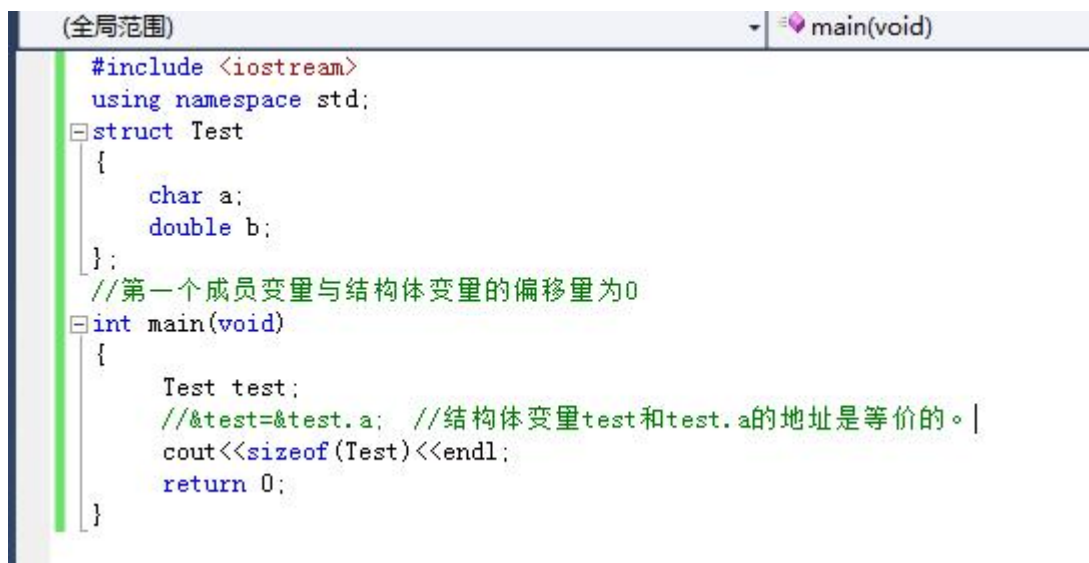 (全局范围) main(void)
#include <iostream>
using namespace std;
struct Test
{
char a;
double b;
};
//第一个成员变量与结构体变量的偏移量为0
int main(void)
{
Test test;
//&test=&test.a; //结构体变量test和test.a的地址是等价的。
cout<<sizeof(Test)<<endl;
return 0;
}